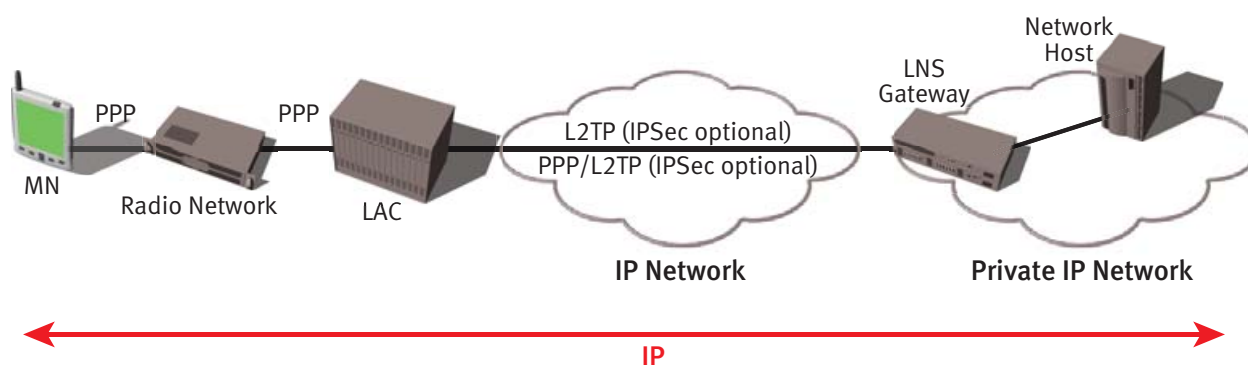 Network
Host
LNS
Gateway
PPP
PPP
L2TP (IPSec optional)
PPP/L2TP (IPSec optional)
MN
Radio Network
LAC
IP Network
Private IP Network
IP